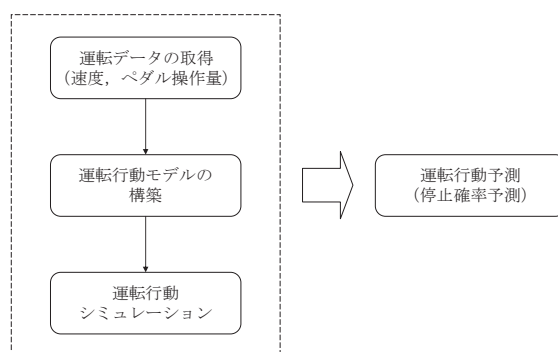 運転データの取得
（速度，ペダル操作量）
運転行動モデルの
構築
運転行動
シミュレーション
運転行動予測
（停止確率予測）